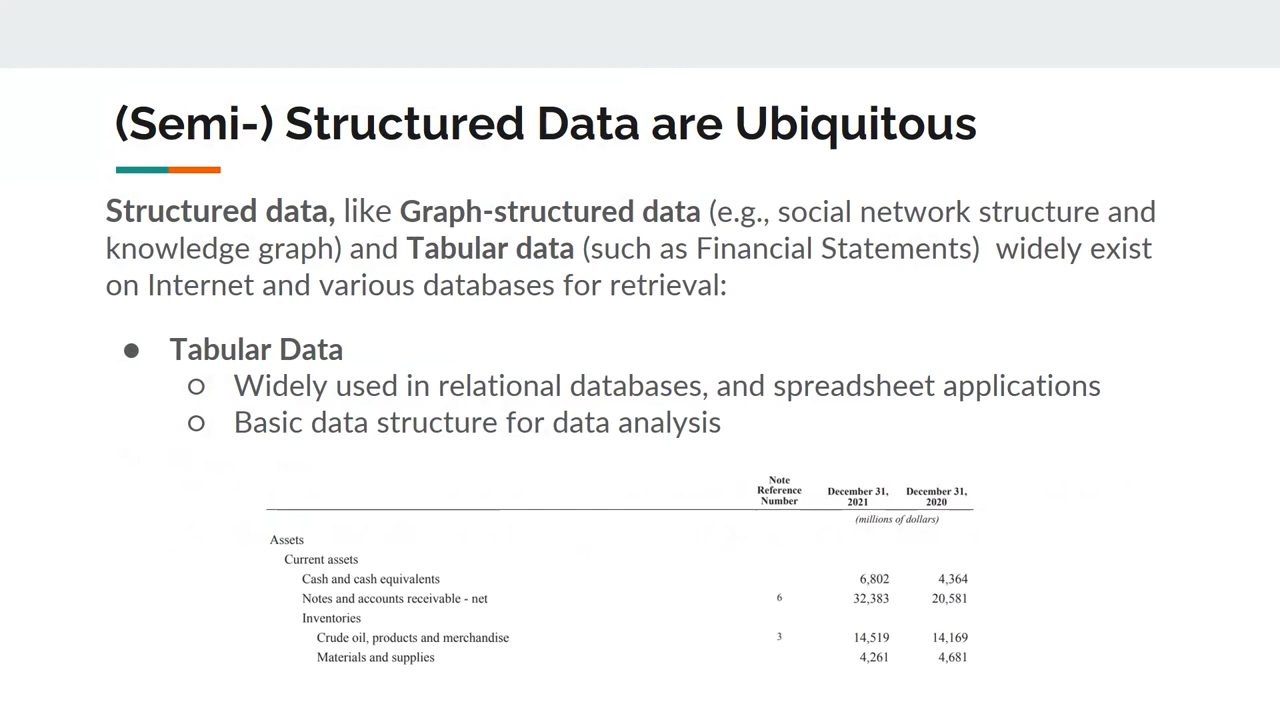 (Semi-) Structured Data are Ubiquitous
Structured data, like Graph-structured data (e.g., social network structure and
knowledge graph) and Tabular data (such as Financial Statements) widely exist
on Internet and various databases for retrieval:
● Tabular Data
○ Widely used in relational databases, and spreadsheet applications
○ Basic data structure for data analysis
Note
Reference
Number
December 31,
2021
December 31,
2020
(millions of dollars)
Assets
Current assets
Cash and cash equivalents 6,802 4,364
Notes and accounts receivable - net 6 32,383 20,581
Inventories
Crude oil, products and merchandise 3 14,519 14,169
Materials and supplies 4,261 4,681